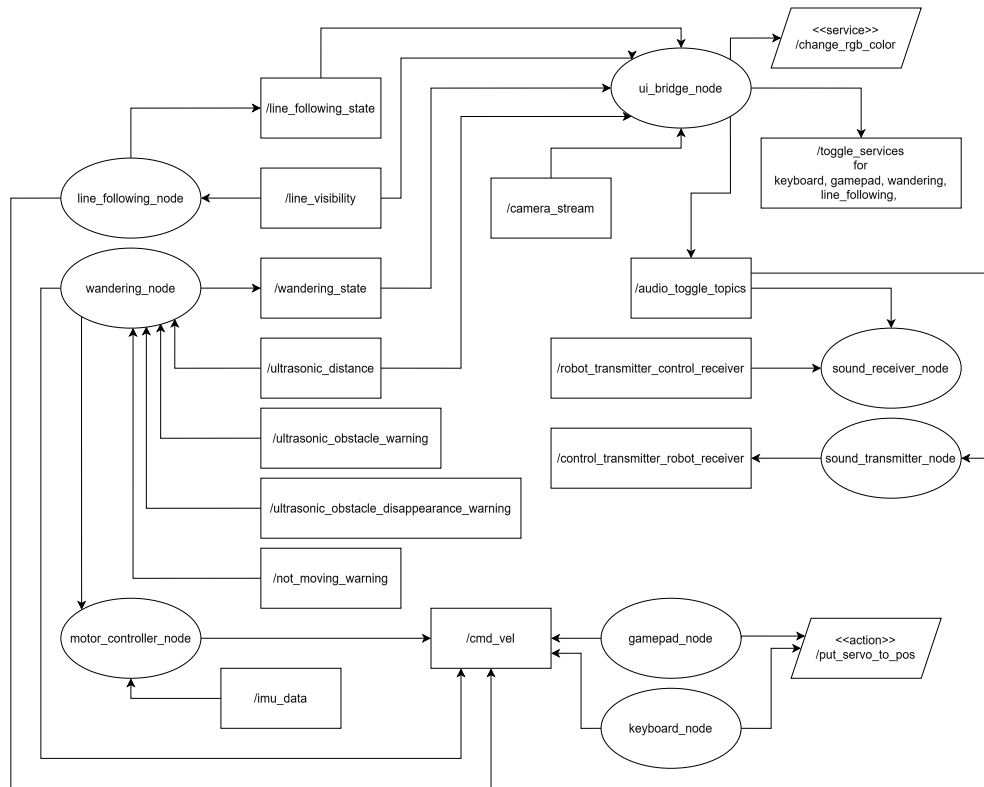 <<service>>
/change_rgb_color
ui_bridge_node
/line_following_state
/toggle_services
for
keyboard, gamepad, wandering,
line_following,
line_following_node
/line_visibility
/camera_stream
wandering_node
/wandering_state
/audio_toggle_topics
/ultrasonic_distance
/robot_transmitter_control_receiver
sound_receiver_node
/ultrasonic_obstacle_warning
/control_transmitter_robot_receiver
sound_transmitter_node
/ultrasonic_obstacle_disappearance_warning
/not_moving_warning
motor_controller_node
/cmd_vel
gamepad_node
<<action>>
/put_servo_to_pos
/imu_data
keyboard_node